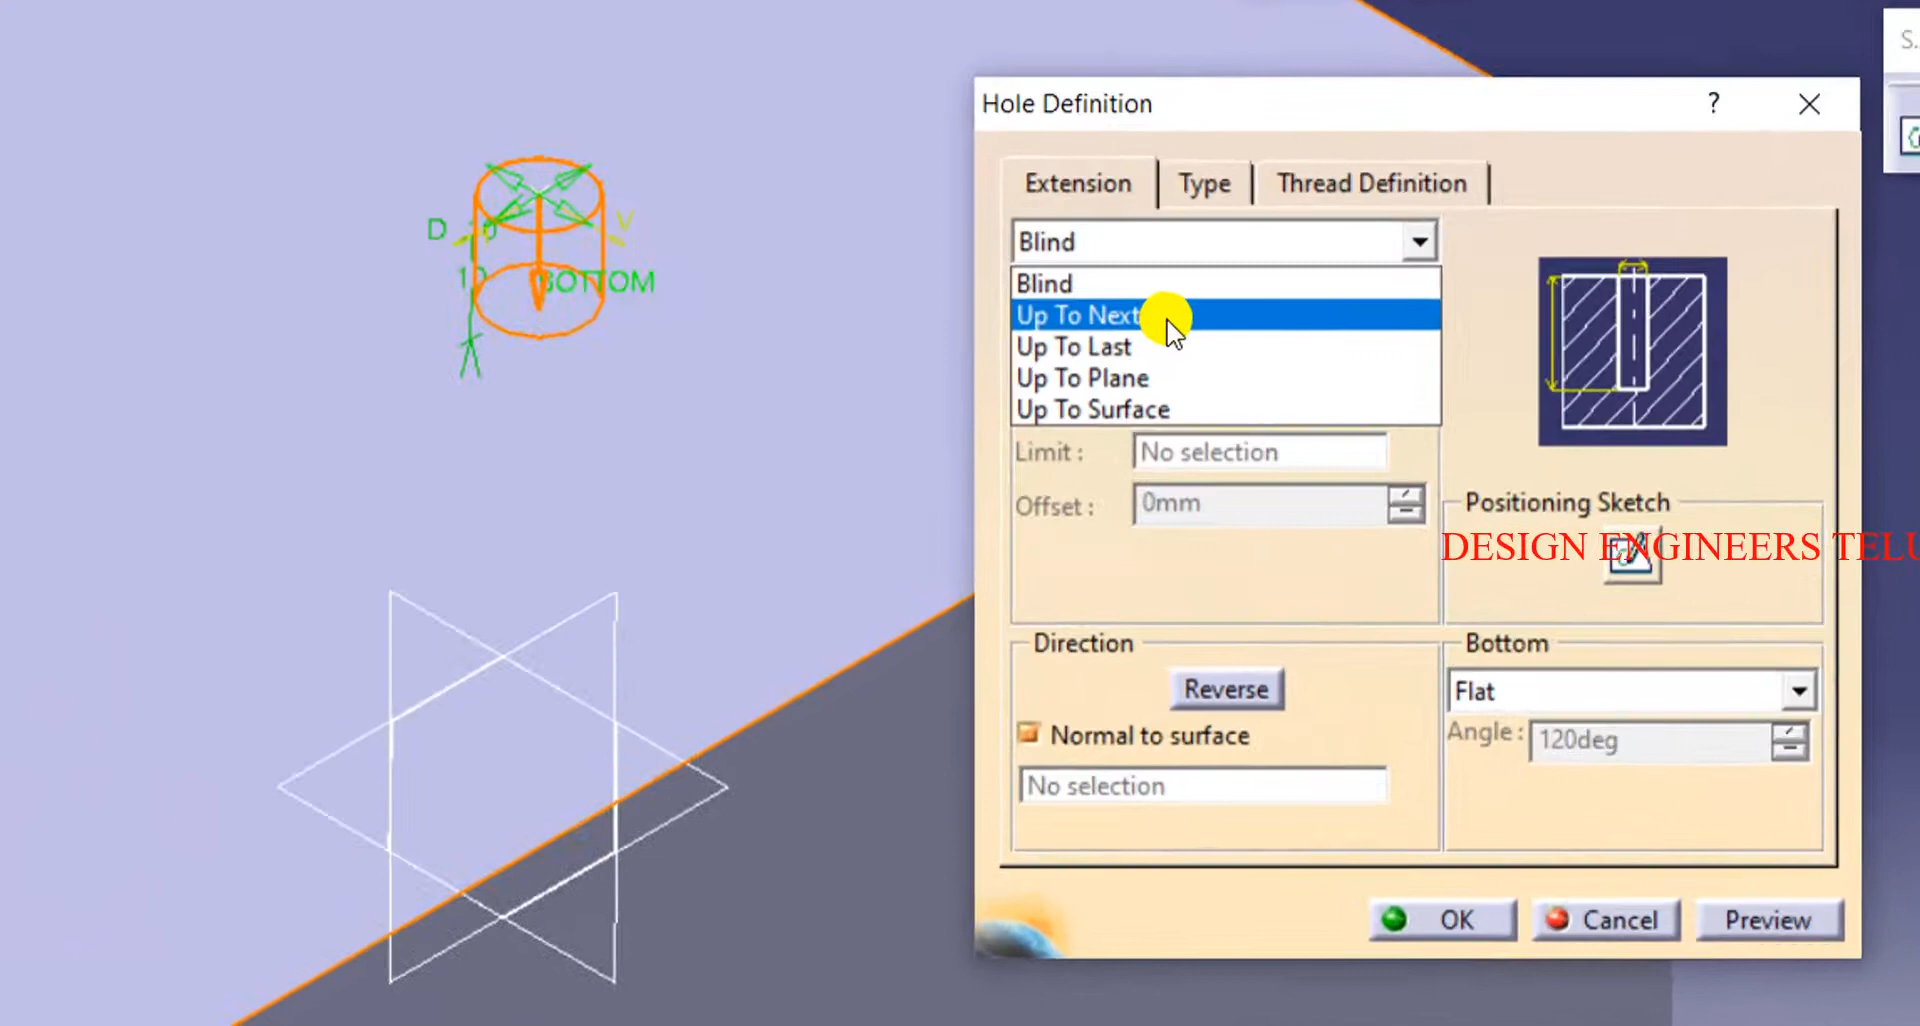 S..
Hole Definition
?
Extension
Type
Thread Definition
Blind
Blind
Up To Next
Up To Last
Up To Plane
Up To Surface
D
V
10
BOTTOM
Limit :
No selection
Offset :
0mm
Positioning Sketch
DESIGN ENGINEERS TELU
Direction
Reverse
Normal to surface
No selection
Bottom
Flat
Angle :
120deg
OK
Cancel
Preview